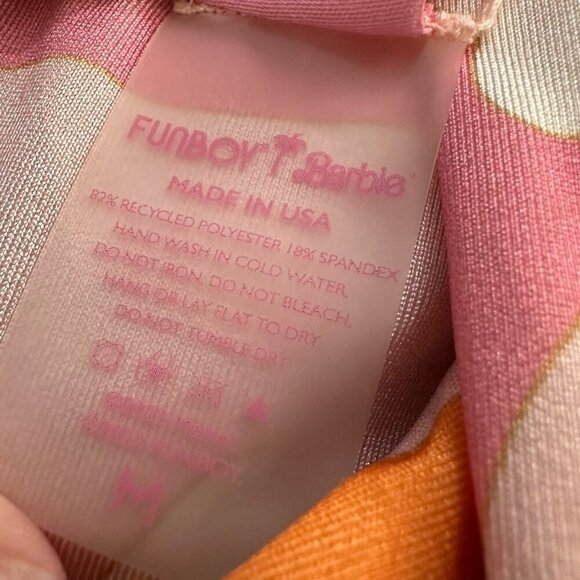 FUNBOY Barbie
MADE IN USA
82% RECYCLED POLYESTER 18% SPANDEX
HAND WASH IN COLD WATER,
DO NOT IRON, DO NOT BLEACH,
HANG OR LAY FLAT TO DRY,
DO NOT TUMBLE DRY
M